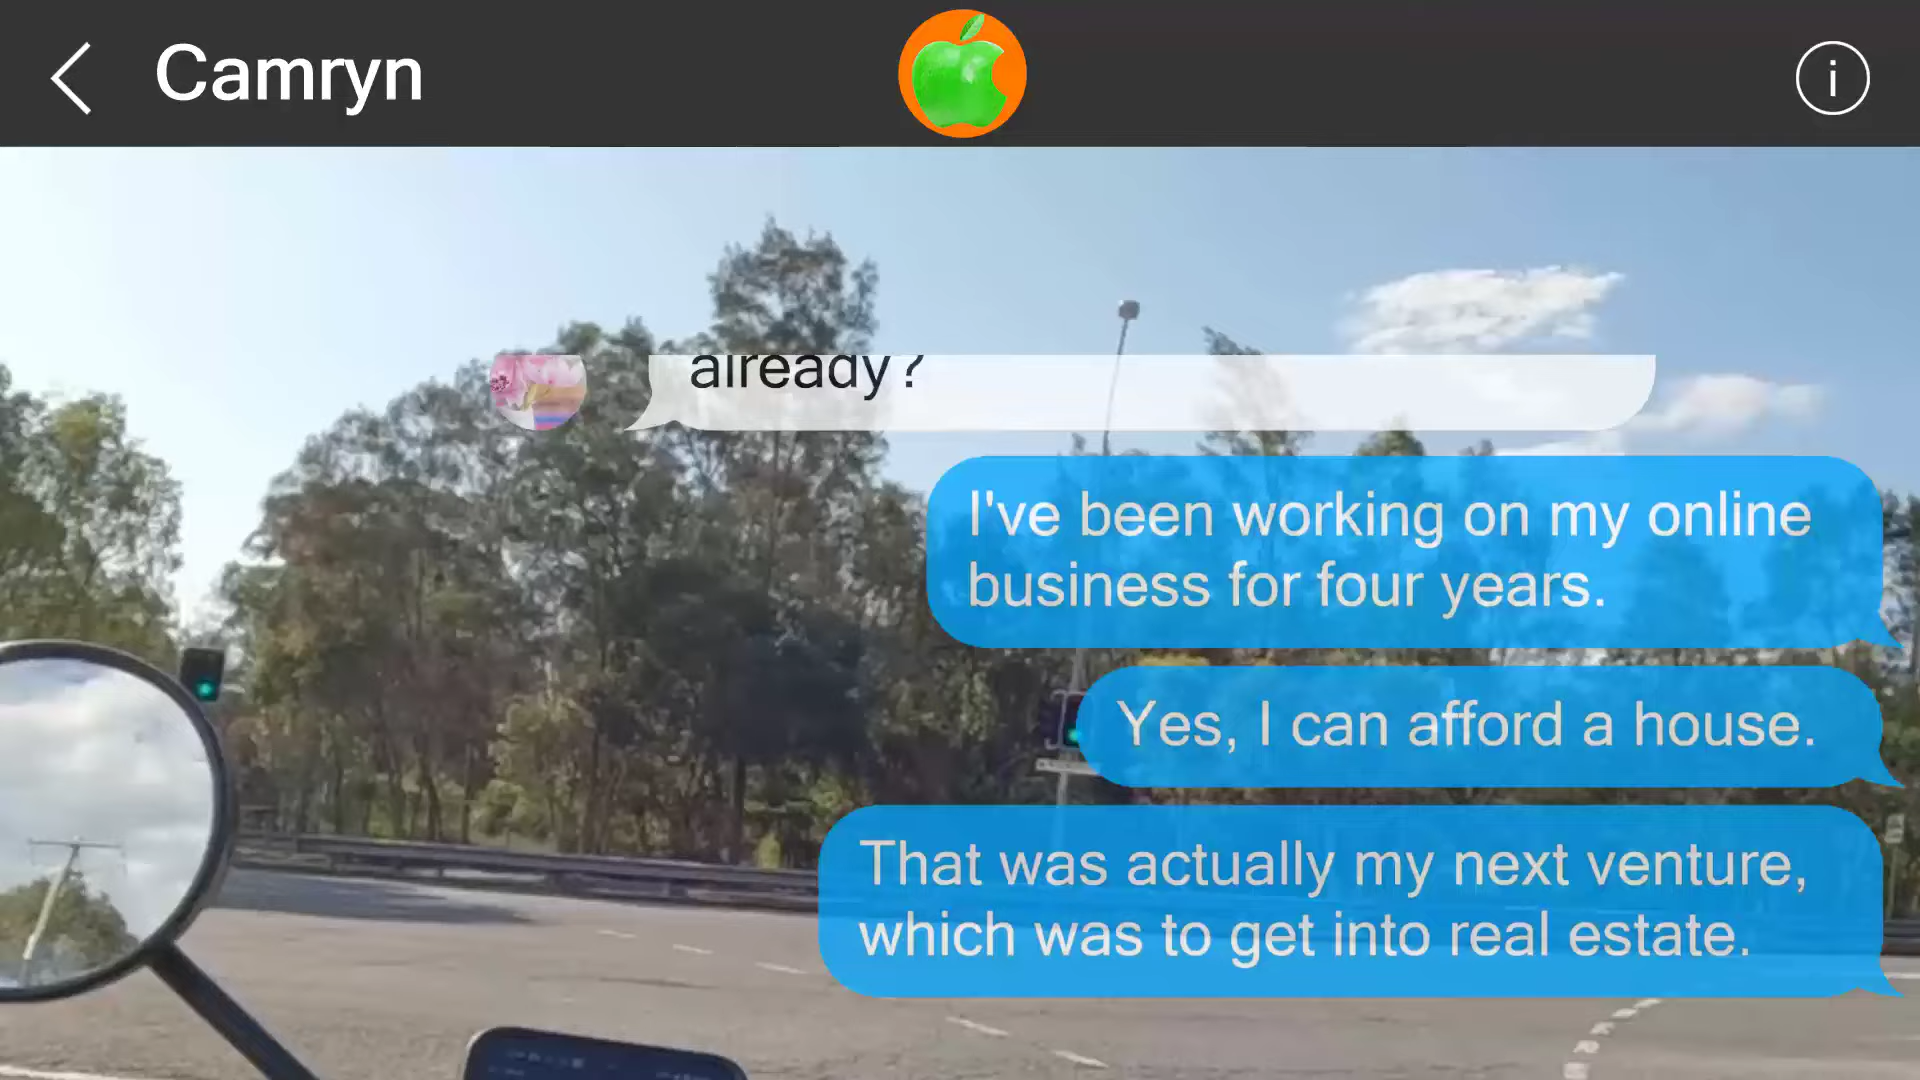 Camryn
already?
I've been working on my online
business for four years.
Yes, I can afford a house.
That was actually my next venture,
which was to get into real estate.